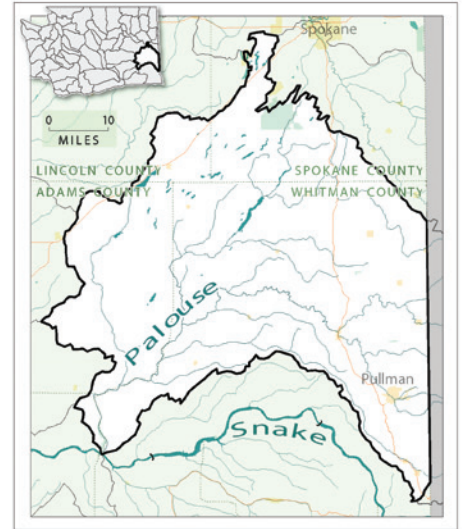 Spokane
0 10
MILES
LINCOLN COUNTY SPOKANE COUNTY
ADAMS COUNTY WHITMAN COUNTY
Palouse
Pullman
Snake